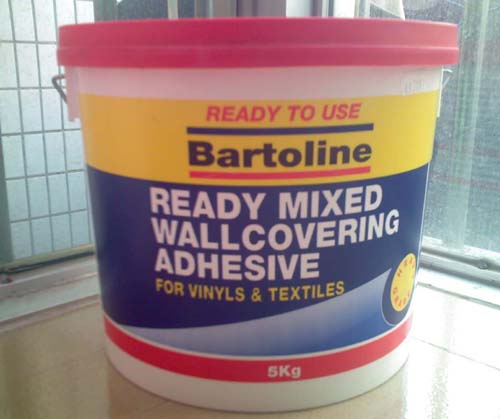 READY TO USE
Bartoline
READY MIXED
WALLCOVERING
ADHESIVE
FOR VINYLS & TEXTILES
5Kg